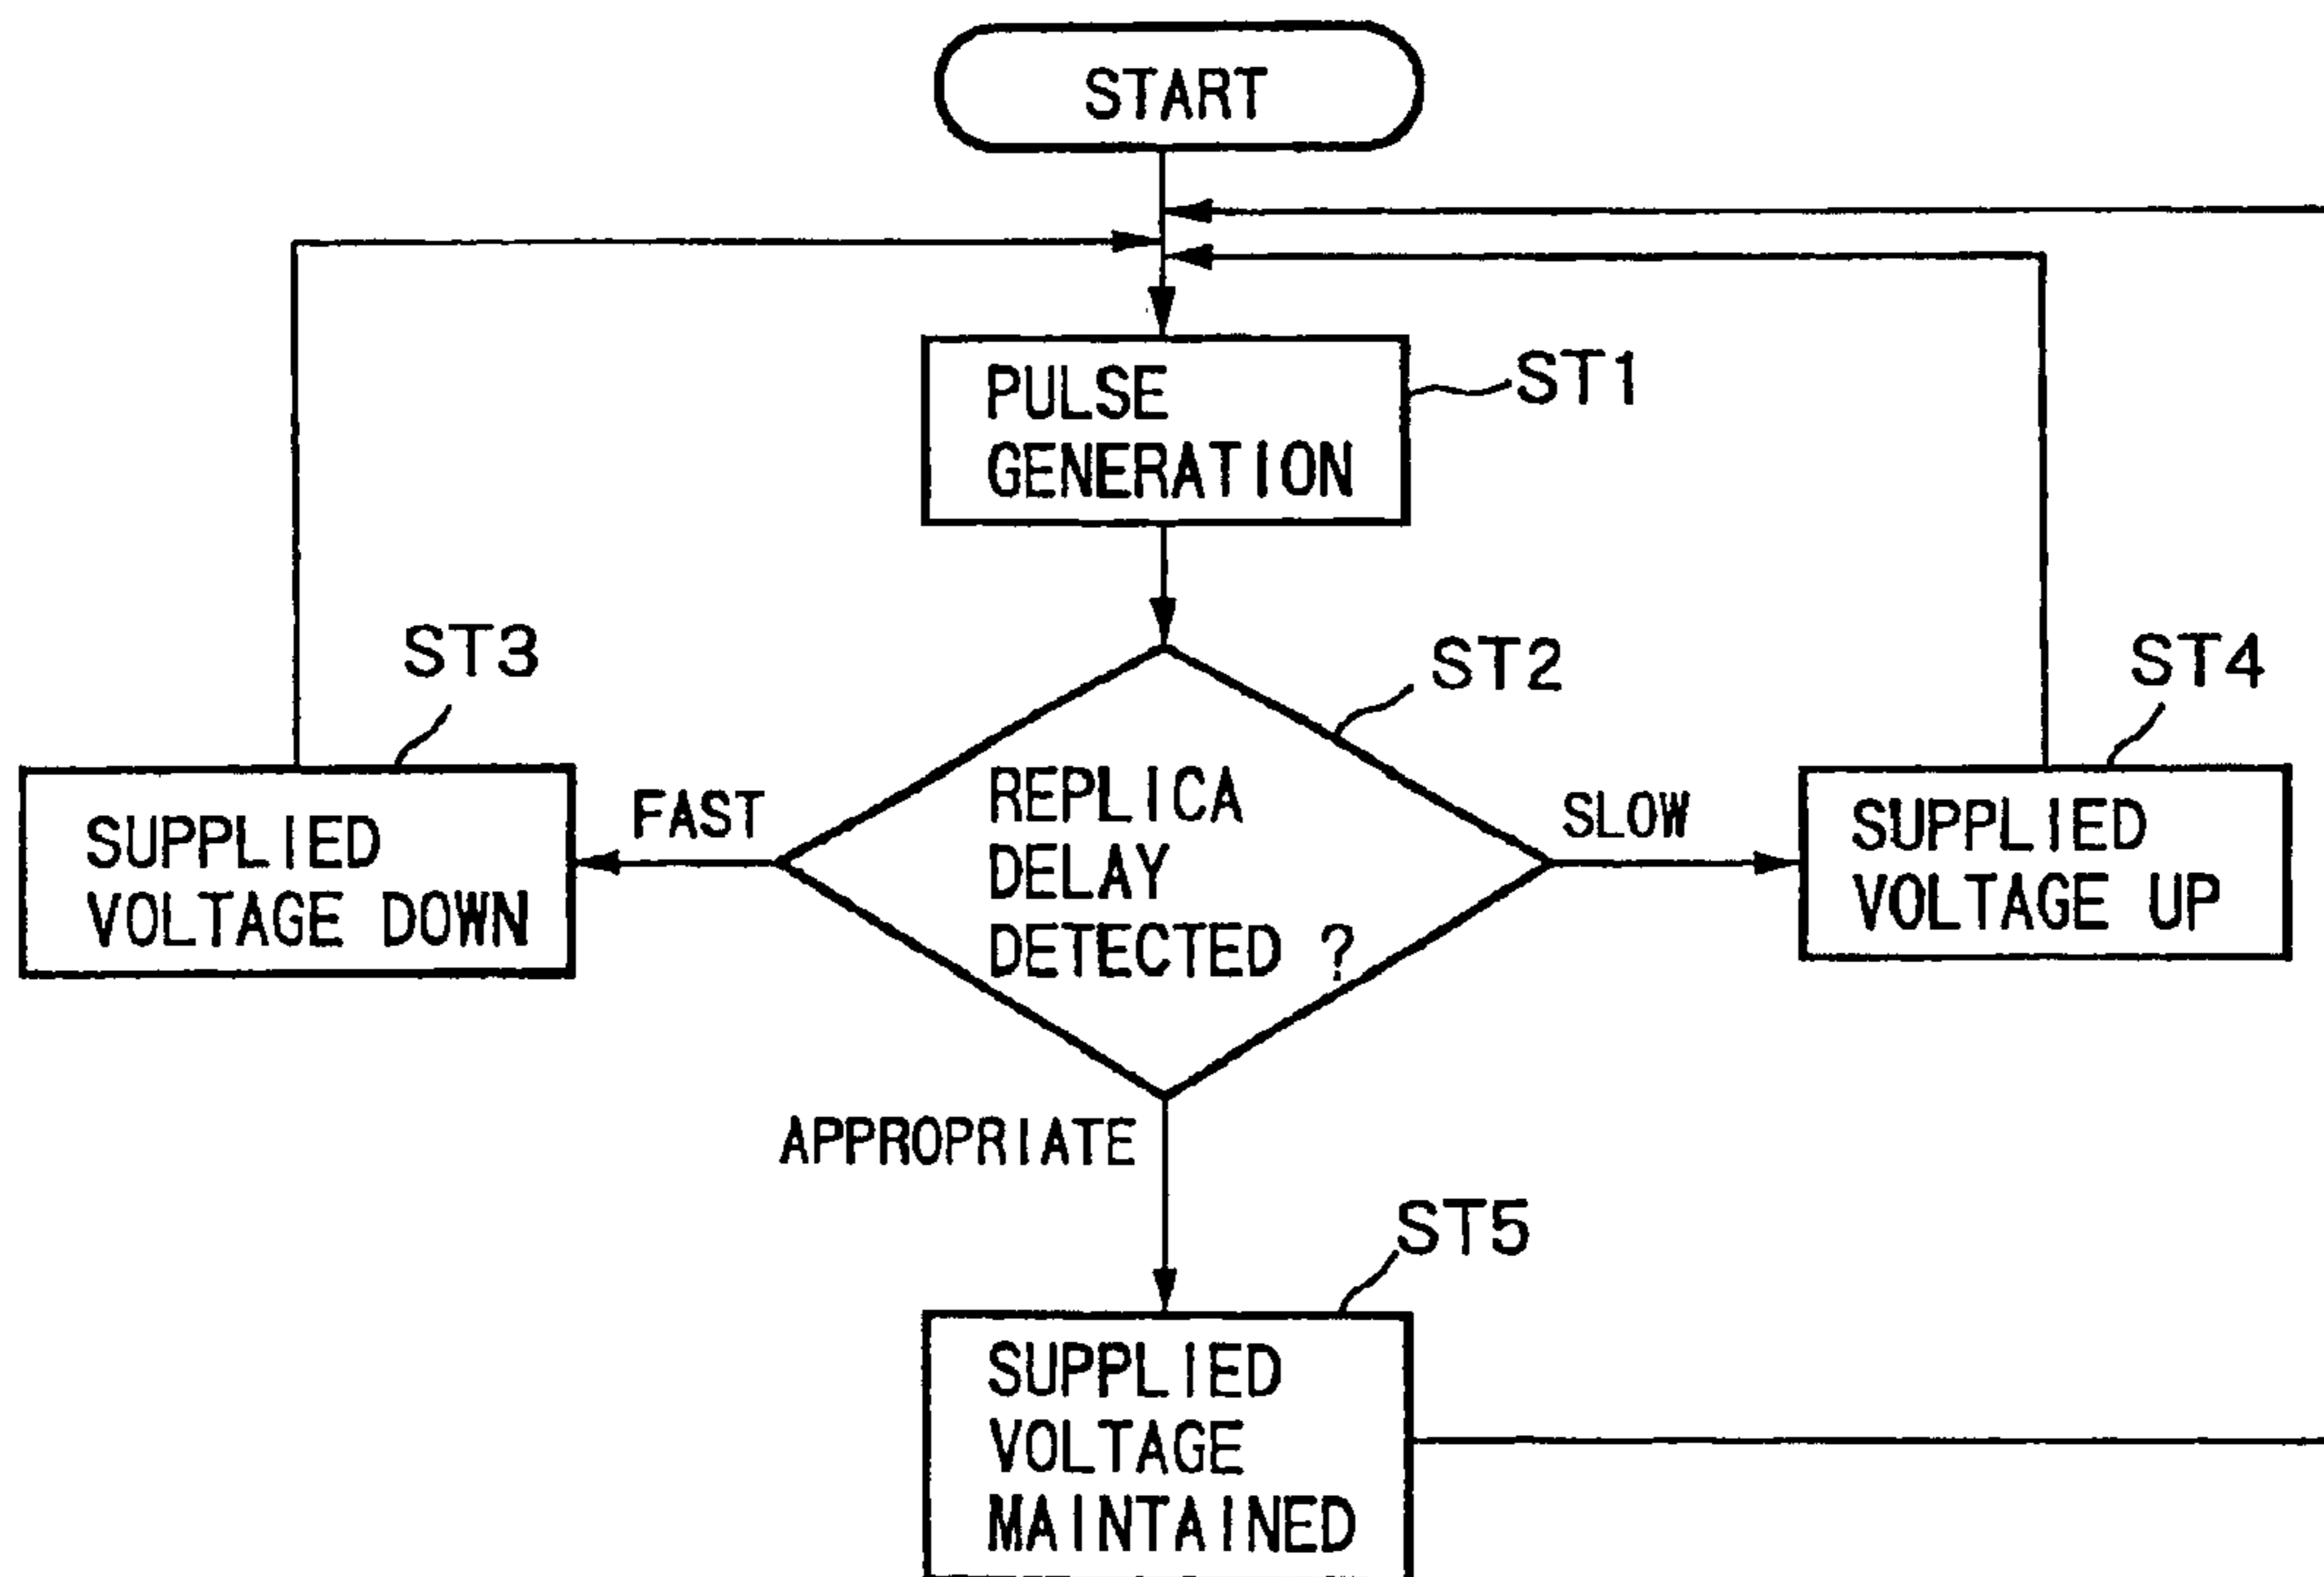 START
PULSE
GENERATION
ST1
ST3
ST2
ST4
SUPPLIED
VOLTAGE DOWN
FAST
REPLICA
DELAY
DETECTED ?
SLOW
SUPPLIED
VOLTAGE UP
APPROPRIATE
ST5
SUPPLIED
VOLTAGE
MAINTAINED